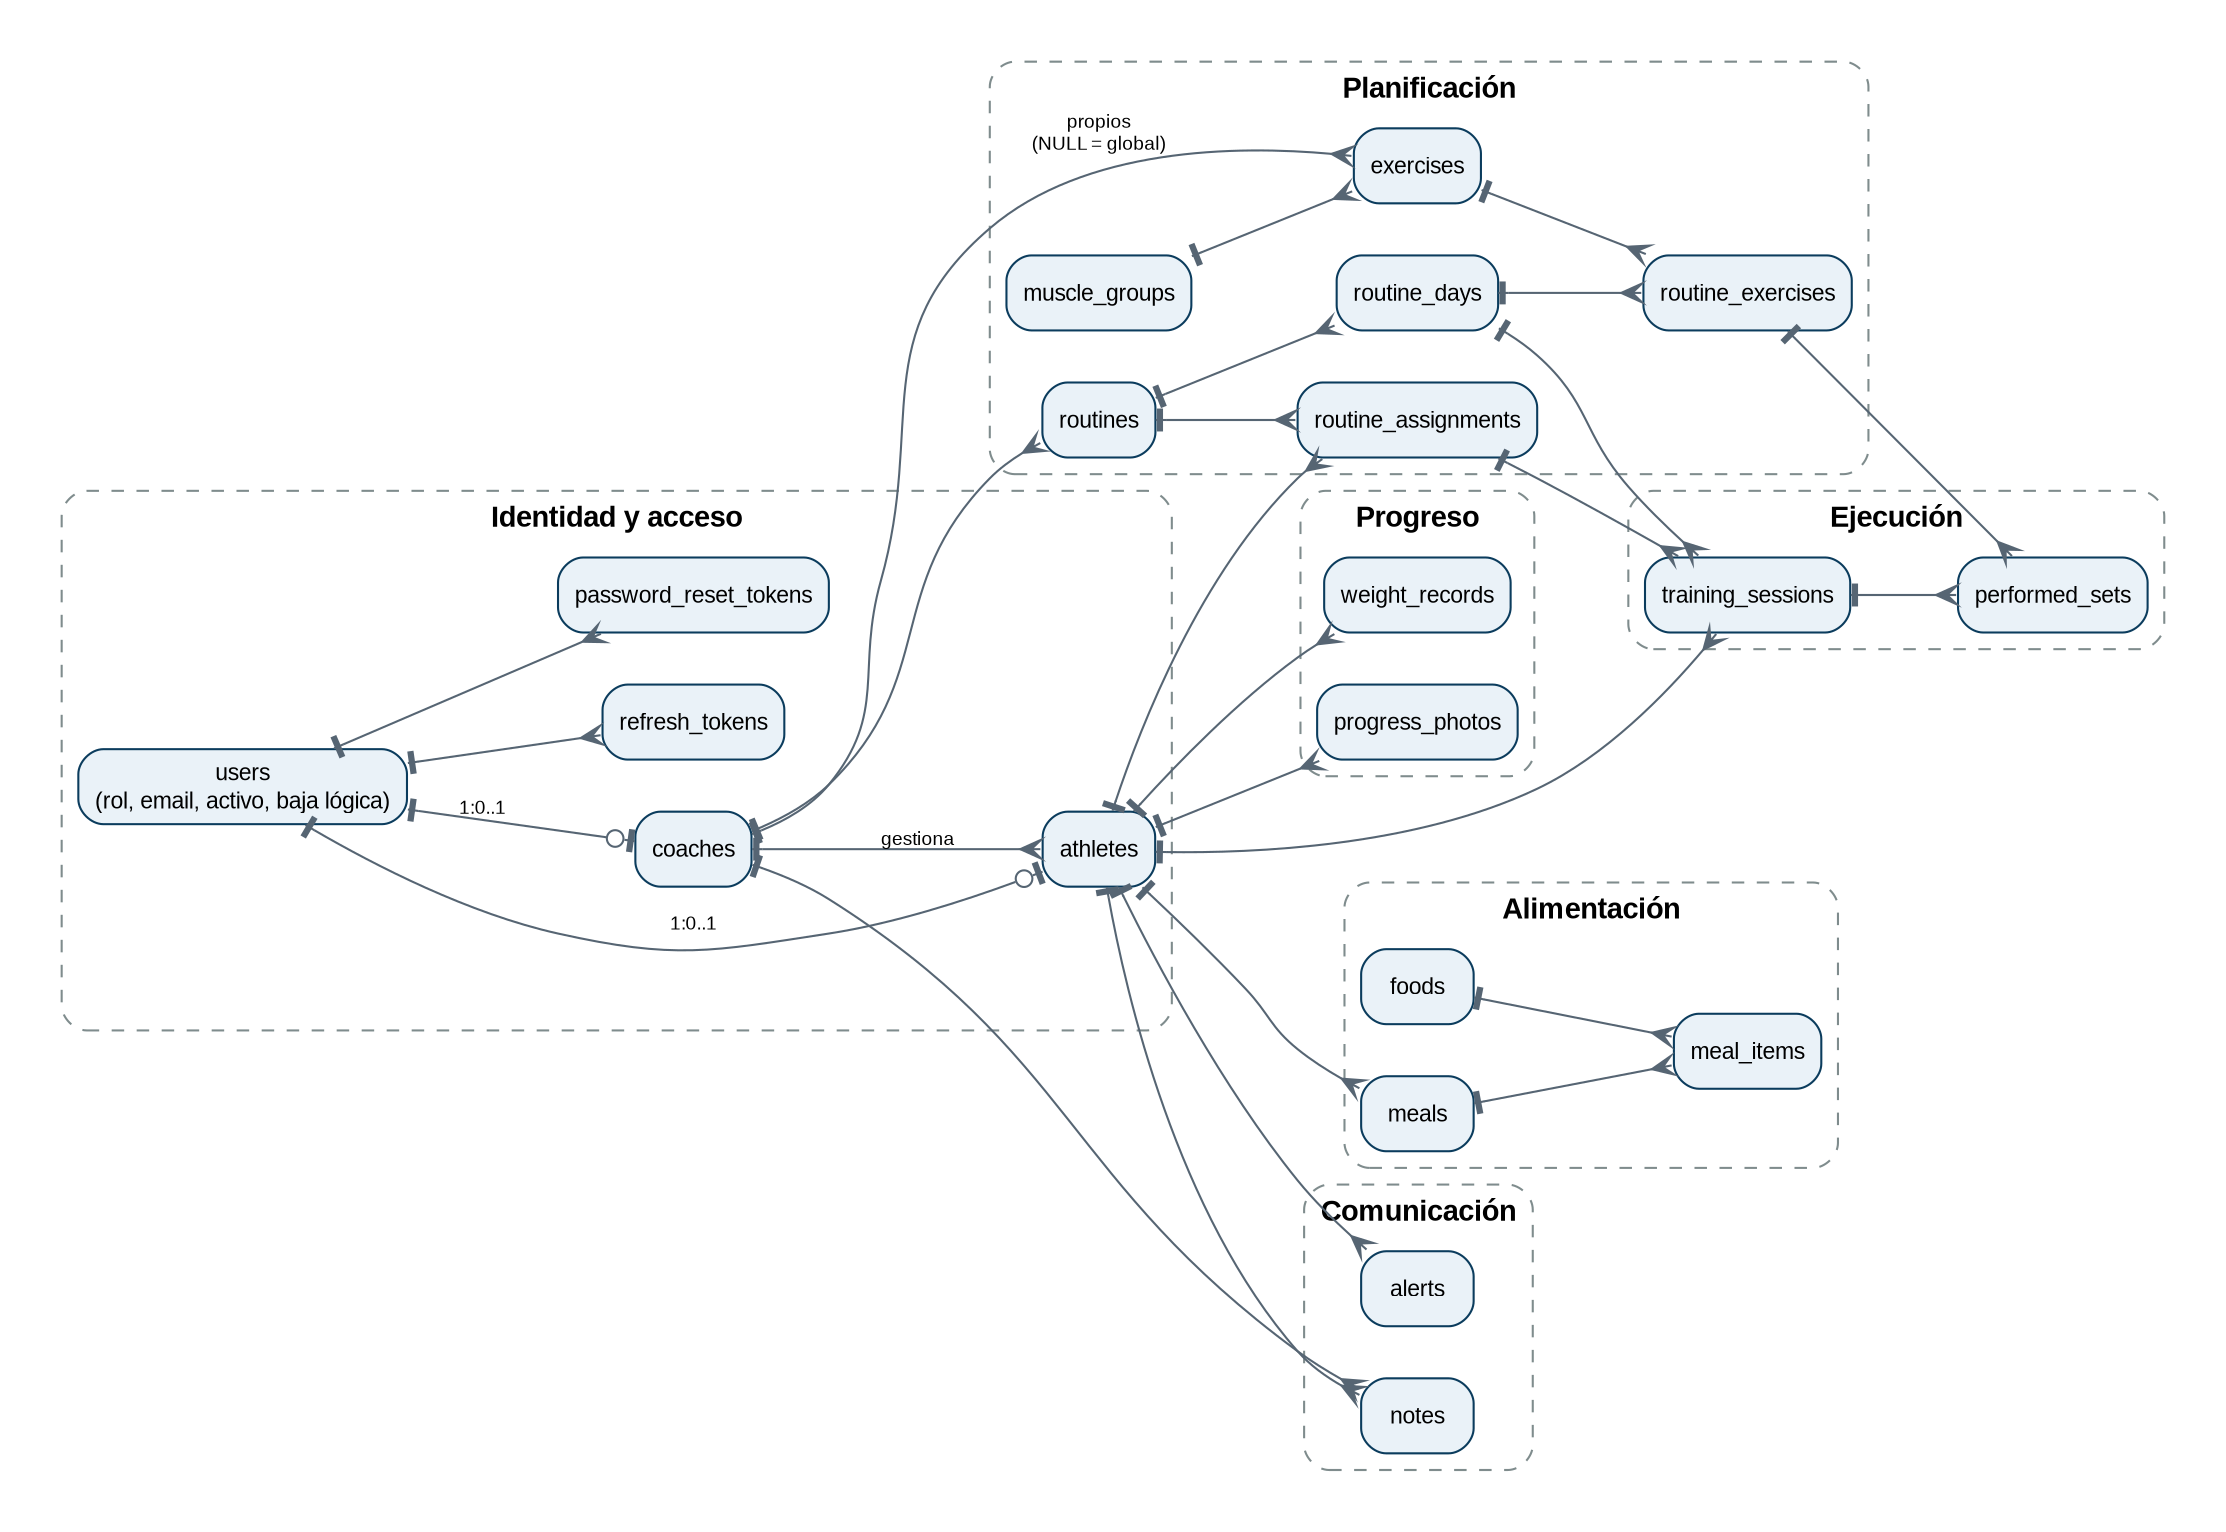 Planificación
propios
(NULL = global)
exercises
muscle_groups
routine_days
routine_exercises
routines
routine_assignments
Identidad y acceso
password_reset_tokens
refresh_tokens
users
(rol, email, activo, baja lógica)
1:0..1
coaches
gestiona
athletes
1:0..1
Progreso
weight_records
progress_photos
Ejecución
training_sessions
performed_sets
Alimentación
foods
meal_items
meals
Comunicación
alerts
notes